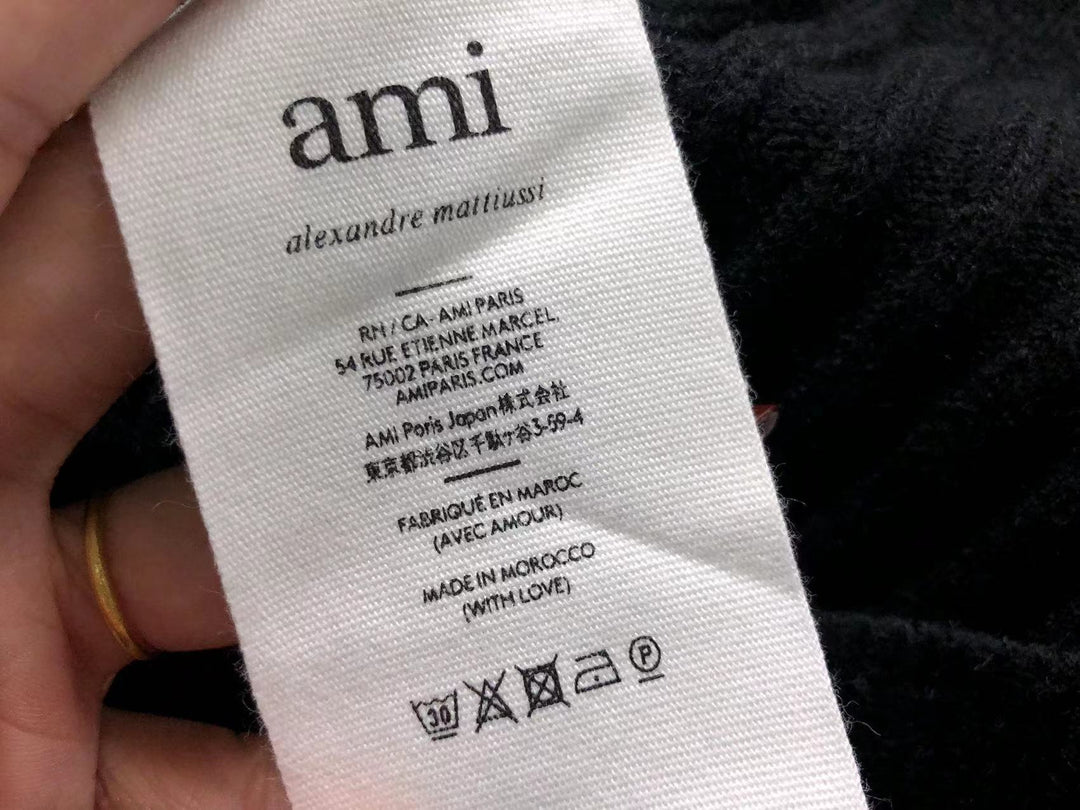 ami
alexandre mattiussi
RN / CA- AMI PARIS
54 RUE ETIENNE MARCEL,
75002 PARIS FRANCE
AMIPARIS.COM
AMI Paris Japan株式会社
東京都渋谷区千駄ヶ谷3-59-4
FABRIQUÉ EN MAROC
(AVEC AMOUR)
MADE IN MOROCCO
(WITH LOVE)
30 P